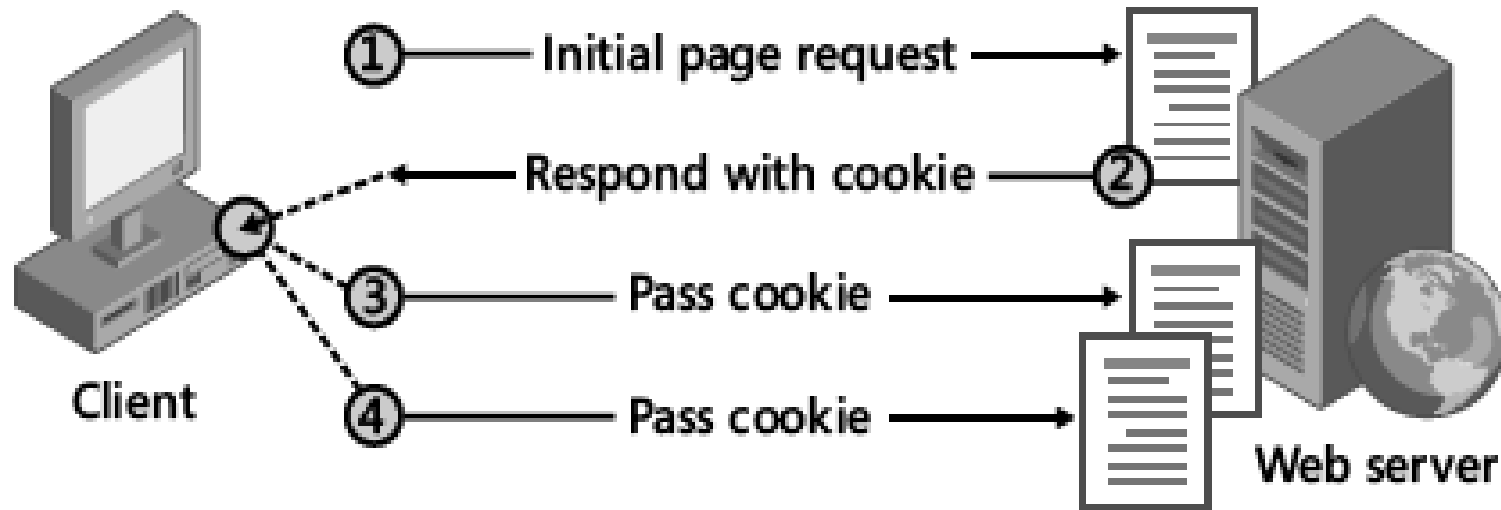 1 Initial page request
Respond with cookie 2
3 Pass cookie
Client
4 Pass cookie
Web server